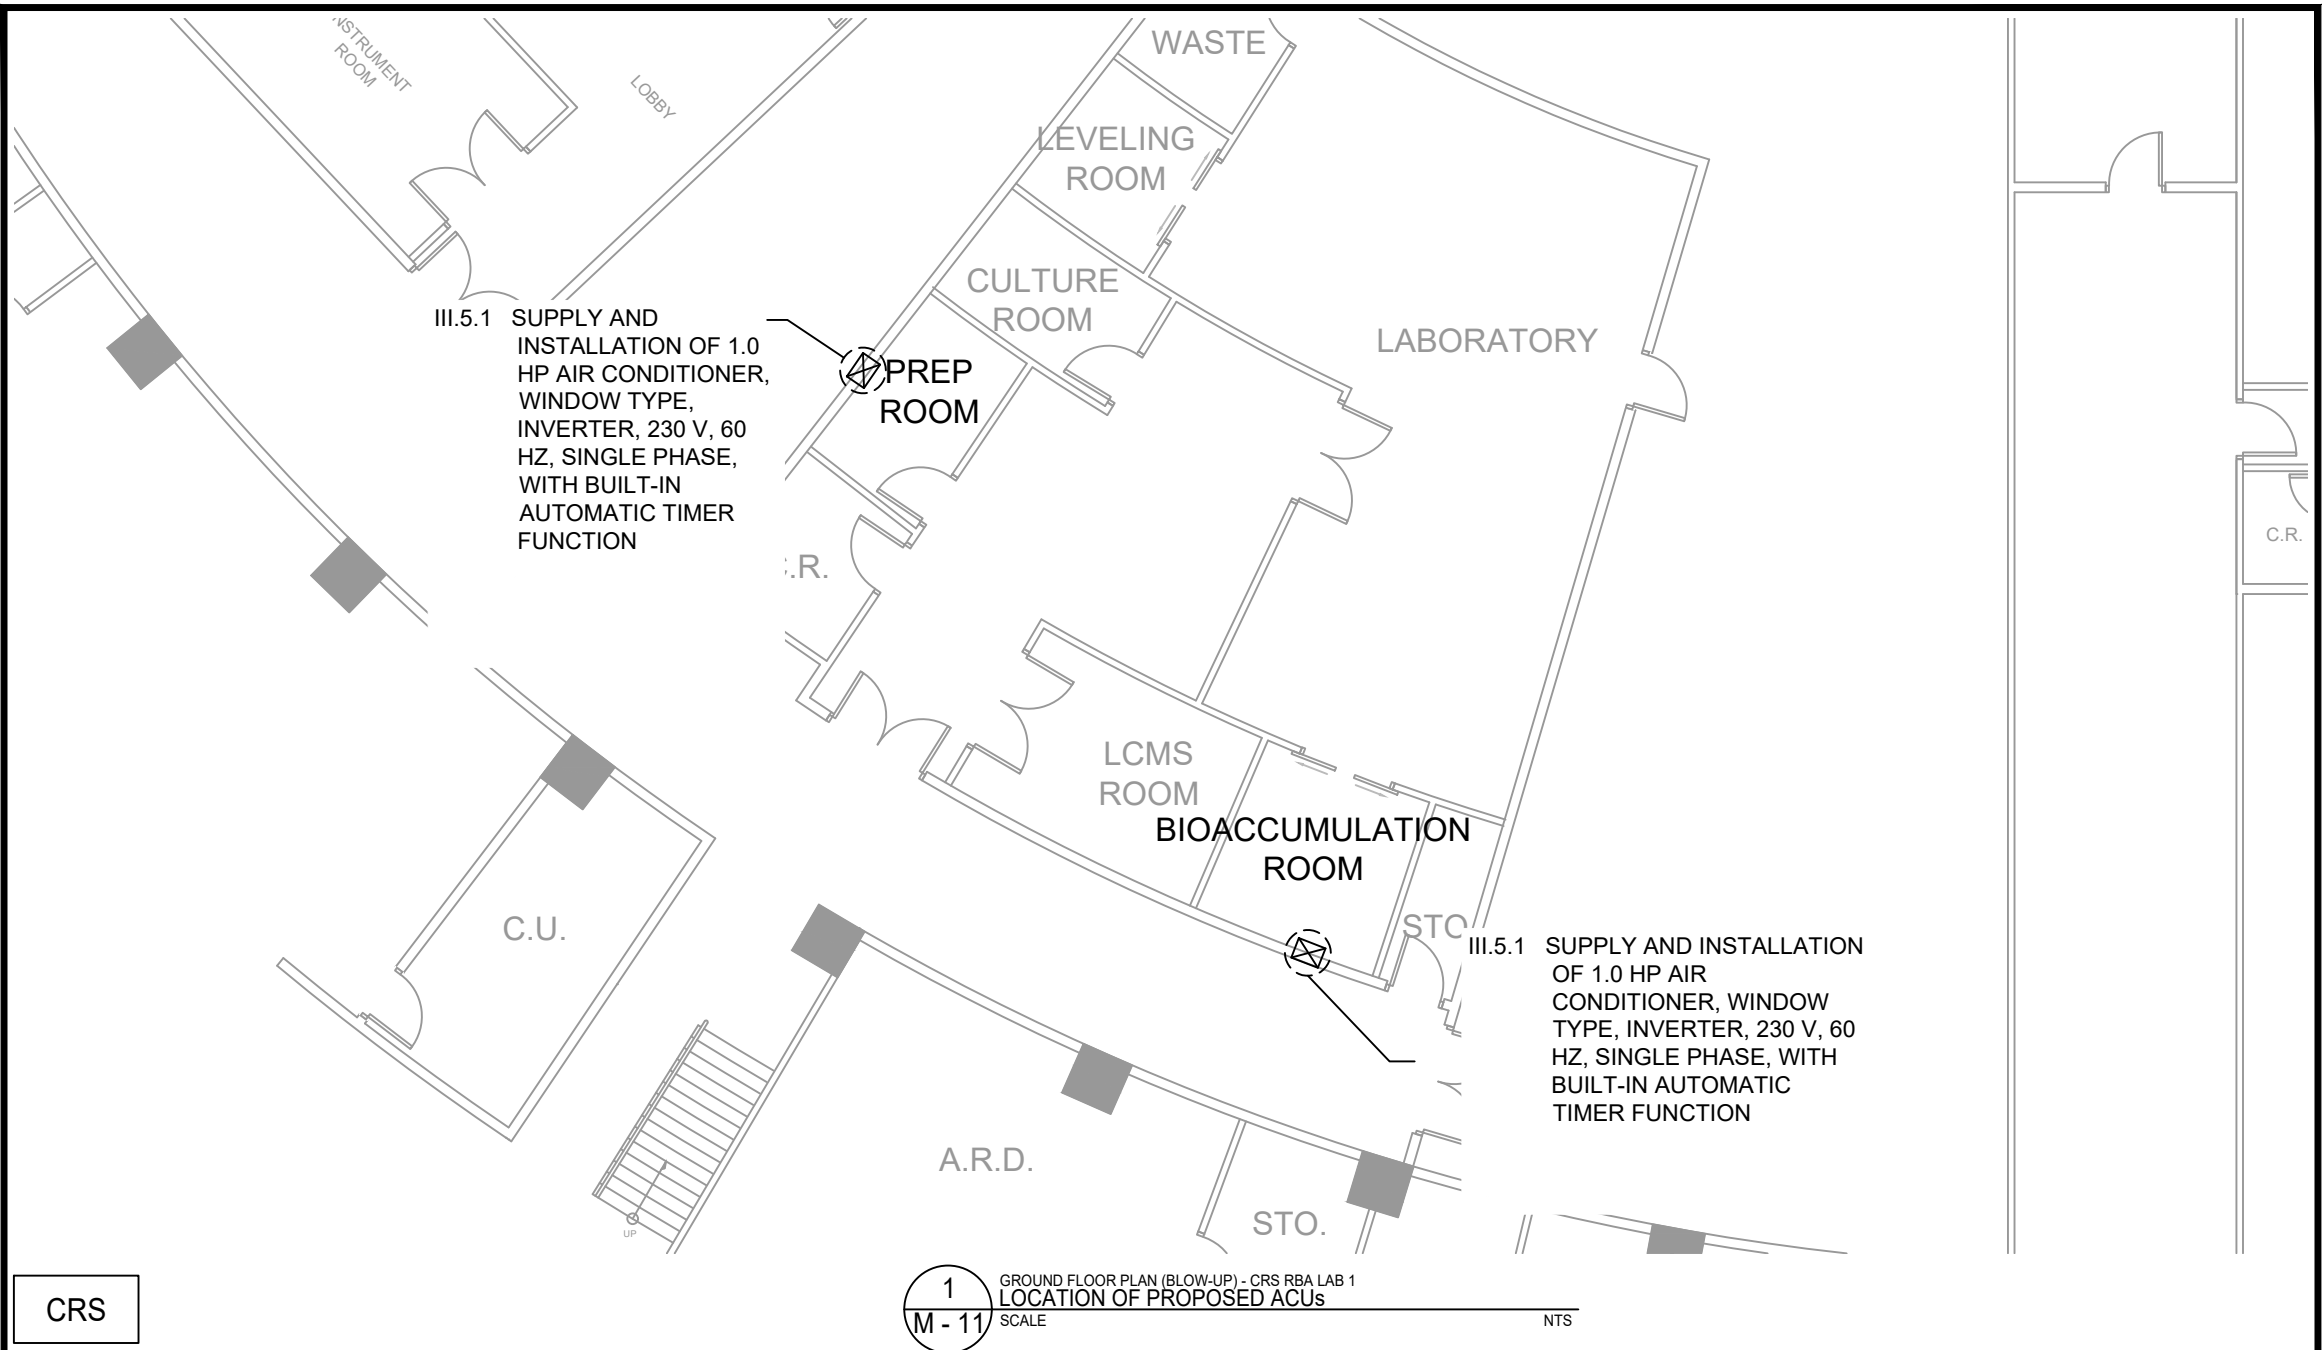 WASTE
ROOM
LOBBY
LEVELING
ROOM
CULTURE
ROOM
LABORATORY
III.5.1 SUPPLY AND
INSTALLATION OF 1.0
HP AIR CONDITIONER,
WINDOW TYPE,
INVERTER, 230 V, 60
HZ, SINGLE PHASE,
WITH BUILT-IN
AUTOMATIC TIMER
FUNCTION
PREP
ROOM
C.R.
.R.
LCMS
ROOM
BIOACCUMULATION
ROOM
C.U.
STO
III.5.1 SUPPLY AND INSTALLATION
OF 1.0 HP AIR
CONDITIONER, WINDOW
TYPE, INVERTER, 230 V, 60
HZ, SINGLE PHASE, WITH
BUILT-IN AUTOMATIC
TIMER FUNCTION
A.R.D.
STO.
UP
CRS
1
M - 11
GROUND FLOOR PLAN (BLOW-UP) - CRS RBA LAB 1
LOCATION OF PROPOSED ACUs
SCALE NTS